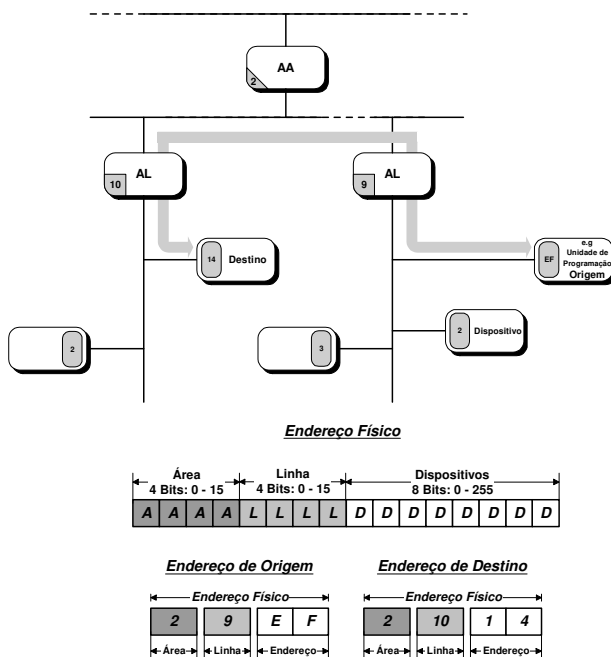 AA
2
AL
10
AL
9
14 Destino
EF
e.g
Unidade de
Programação
Origem
2
3
2 Dispositivo
Endereço Físico
Área
4 Bits: 0 - 15
Linha
4 Bits: 0 - 15
Dispositivos
8 Bits: 0 - 255
A A A A L L L L D D D D D D D D
Endereço de Origem
Endereço Físico
2 9 E F
Área Linha Endereço
Endereço de Destino
Endereço Físico
2 10 1 4
Área Linha Endereço